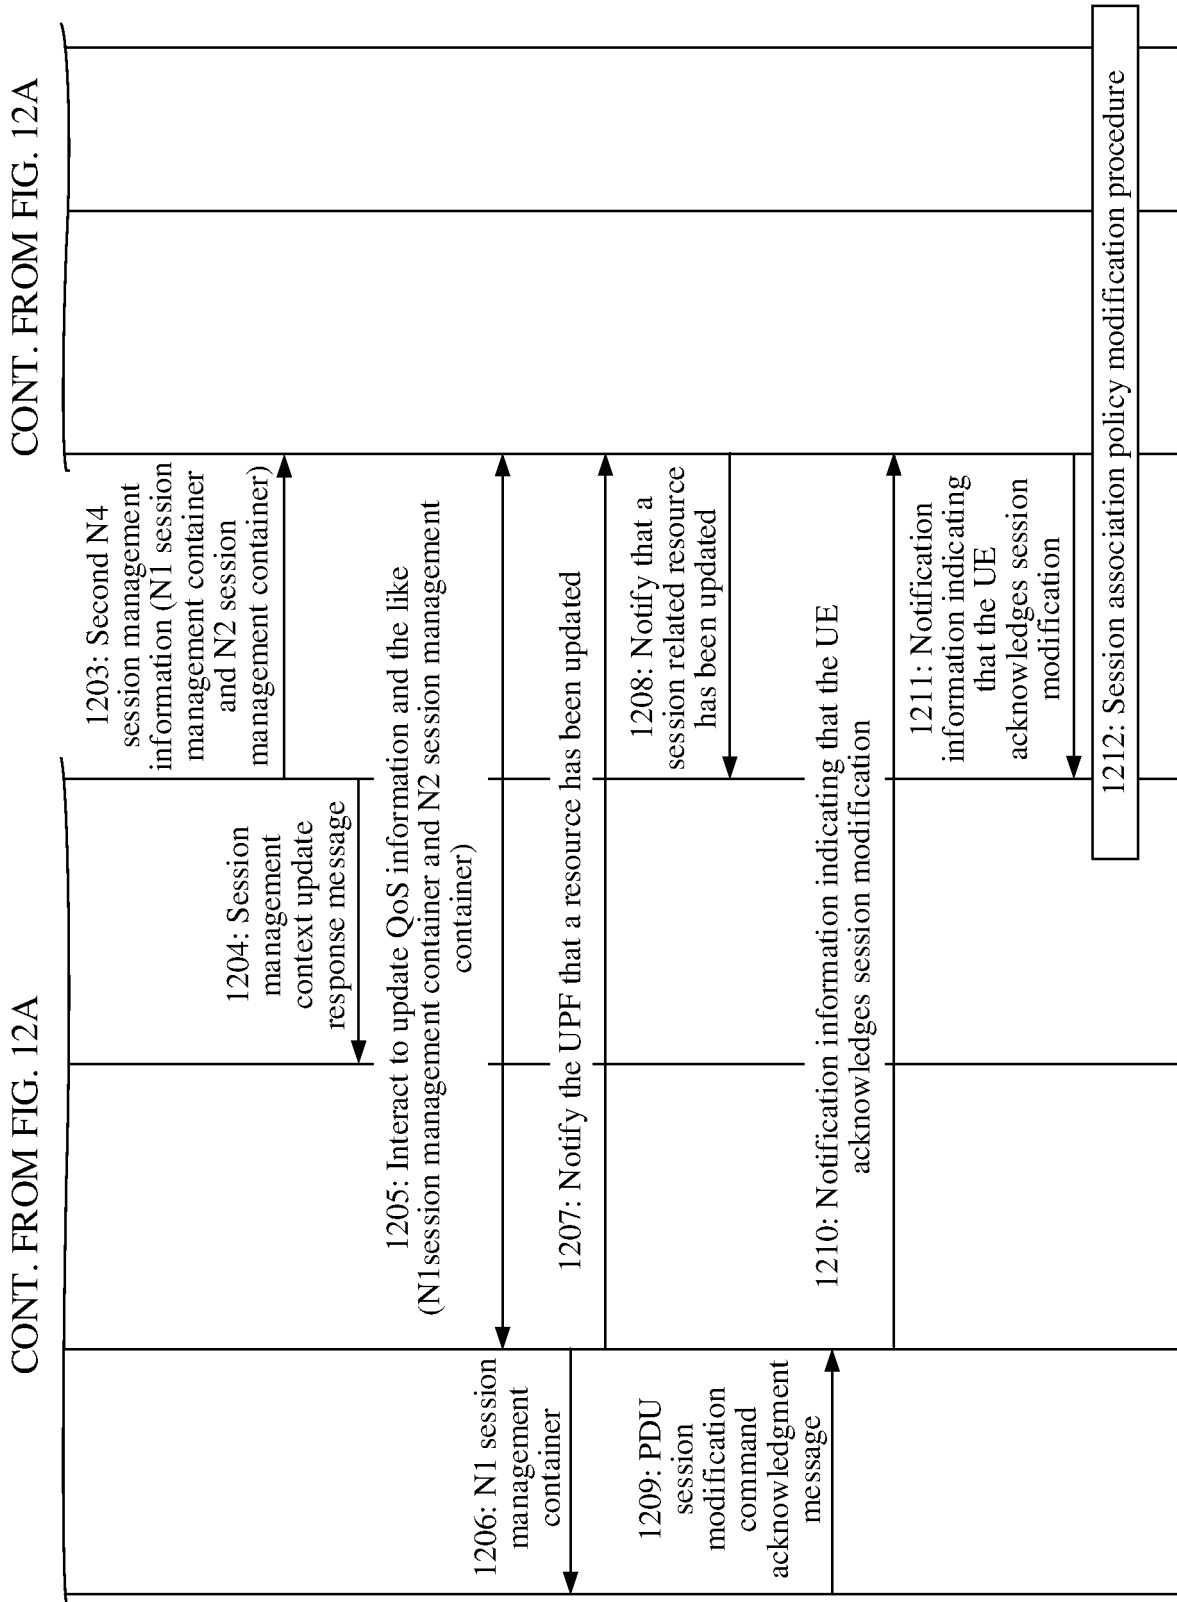 CONT. FROM FIG. 12A
CONT. FROM FIG. 12A
1203: Second N4
session management
information (N1 session
management container
and N2 session
management container)
1204: Session
management
context update
response message
1205: Interact to update QoS information and the like
(N1session management container and N2 session management
container)
1206: N1 session
management
container
1207: Notify the UPF that a resource has been updated
1208: Notify that a
session related resource
has been updated
1209: PDU
session
modification
command
acknowledgment
message
1210: Notification information indicating that the UE
acknowledges session modification
1211: Notification
information indicating
that the UE
acknowledges session
modification
1212: Session association policy modification procedure